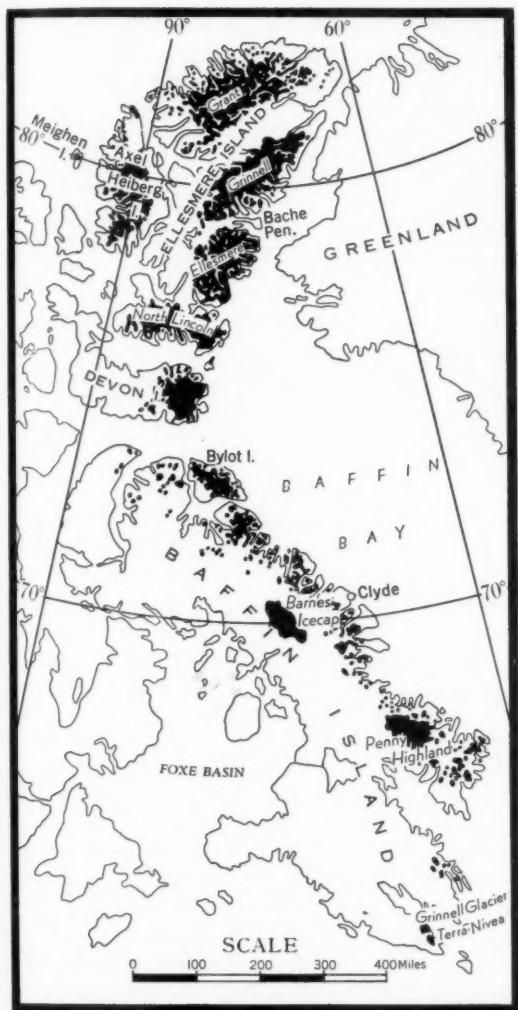 90°
60°
Grant
Meighen
I.
80°
80°
Axel
Heiberg
I.
ELLESMERE ISLAND
Grinnell
Bache
Pen.
GREENLAND
Ellesmere
North Lincoln
DEVON I.
Bylot I.
BAFFIN
BAY
BAFFIN ISLAND
70°
70°
Clyde
Barnes
Icecap
Penny
Highland
FOXE BASIN
Grinnell Glacier
Terra-Nivea
SCALE
0 100 200 300 400 Miles